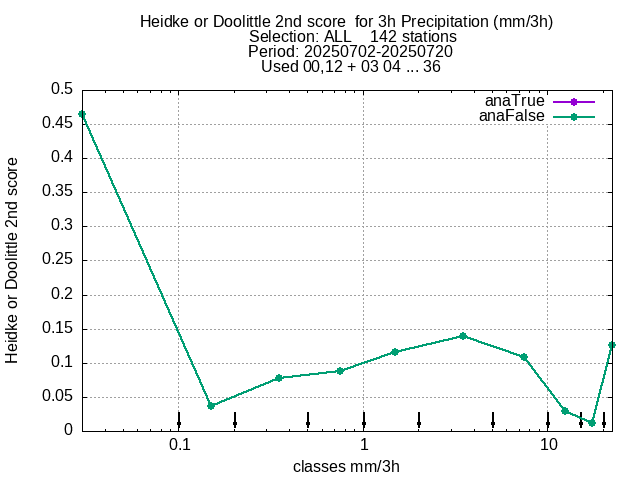 Heidke or Doolittle 2nd score  for 3h Precipitation (mm/3h)
Selection: ALL    142 stations
Period: 20250702-20250720
Used 00,12 + 03 04 ... 36
anaTrue
anaFalse
0.5
0.45
0.4
0.35
0.3
0.25
0.2
0.15
0.1
0.05
0
Heidke or Doolittle 2nd score
0.1 1 10
classes mm/3h